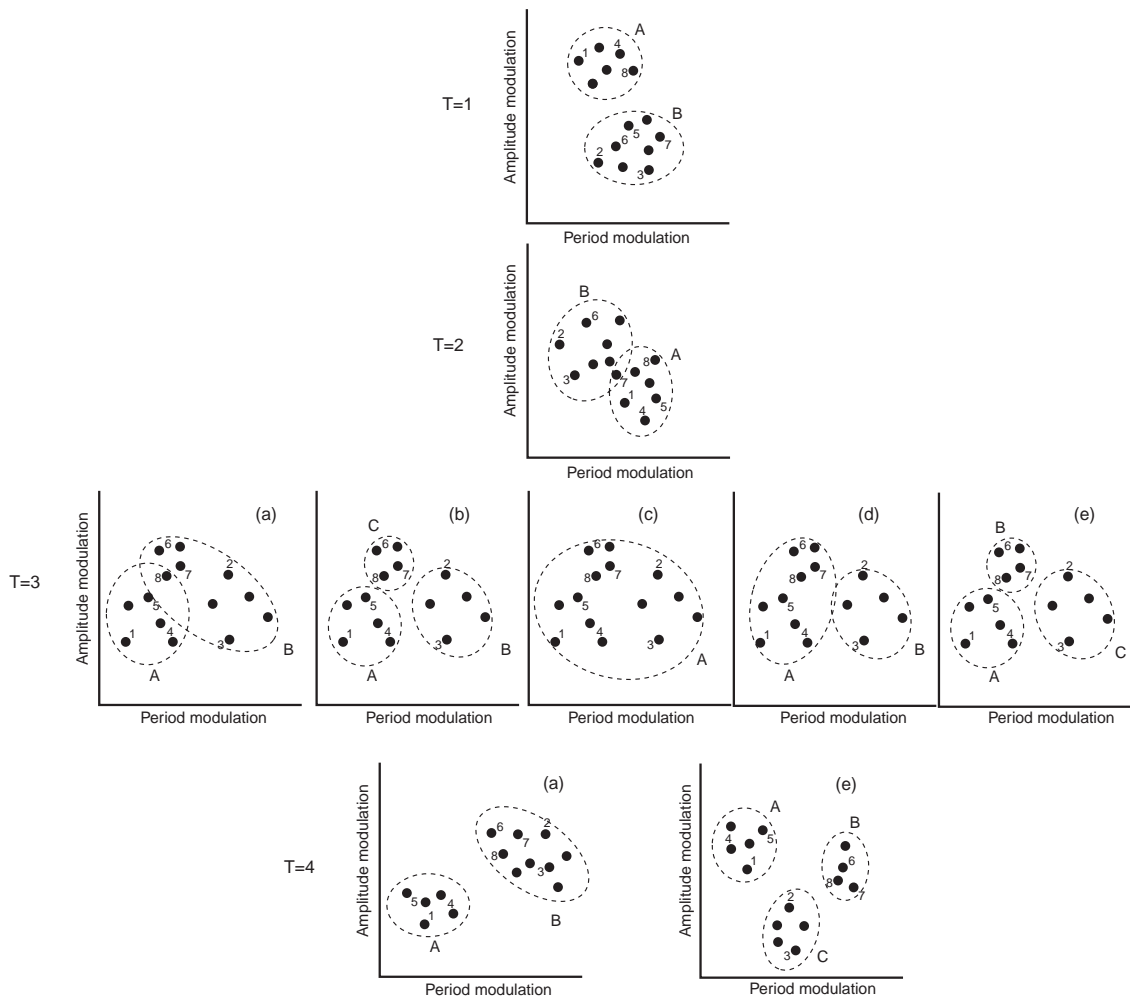 A
1
4
8
T=1
Amplitude modulation
B
5
6
7
2
3
Period modulation
B
6
2
T=2
Amplitude modulation
A
8
3
7
1
5
4
Period modulation
(a)
6
2
7
8
T=3
Amplitude modulation
5
1
4
3
B
A
Period modulation
(b)
C
6
2
7
8
5
1
4
3
B
A
Period modulation
(c)
6
2
7
8
5
1
4
3
A
Period modulation
(d)
6
2
7
8
5
1
4
3
B
A
Period modulation
(e)
B
6
2
7
8
5
1
4
3
A
C
Period modulation
(a)
2
6
7
8
3
T=4
Amplitude modulation
5
4
1
B
A
Period modulation
(e)
A
B
4
5
6
1
8
7
2
3
C
Amplitude modulation
Period modulation